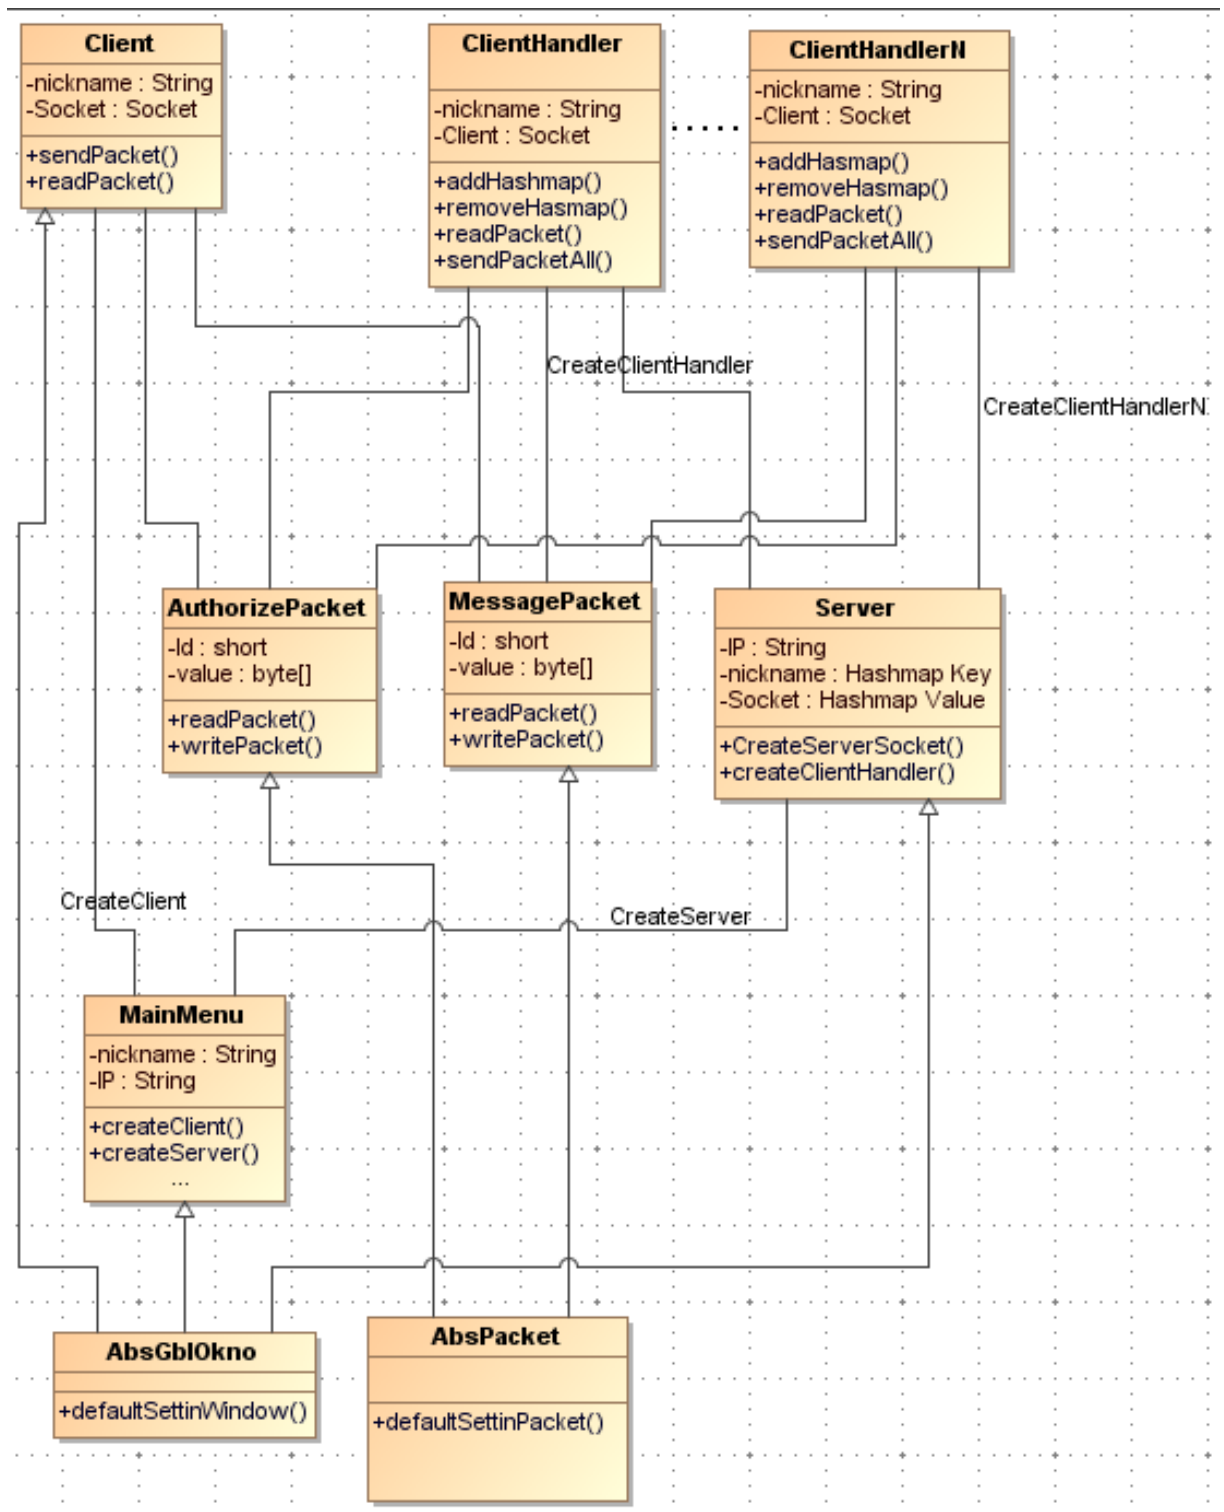 Client
-nickname : String
-Socket : Socket
+sendPacket()
+readPacket()
ClientHandler
-nickname : String
-Client : Socket
+addHashmap()
+removeHasmap()
+readPacket()
+sendPacketAll()
ClientHandlerN
-nickname : String
-Client : Socket
+addHasmap()
+removeHasmap()
+readPacket()
+sendPacketAll()
CreateClientHandler
CreateClientHandlerN
AuthorizePacket
-Id : short
-value : byte[]
+readPacket()
+writePacket()
MessagePacket
-Id : short
-value : byte[]
+readPacket()
+writePacket()
Server
-IP : String
-nickname : Hashmap Key
-Socket : Hashmap Value
+CreateServerSocket()
+createClientHandler()
CreateClient
CreateServer
MainMenu
-nickname : String
-IP : String
+createClient()
+createServer()
...
AbsGblOkno
+defaultSettinWindow()
AbsPacket
+defaultSettinPacket()